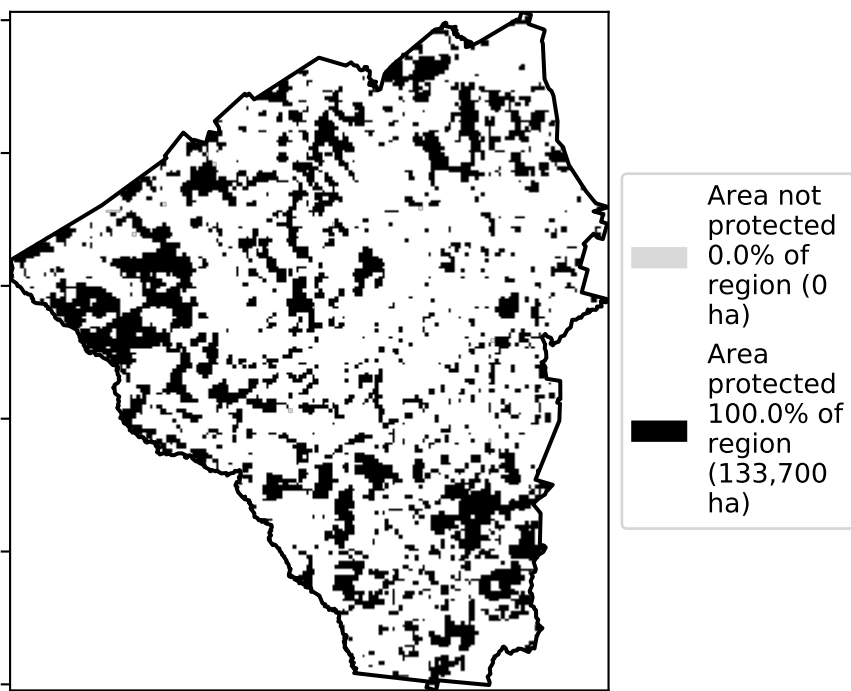 Area not
protected
0.0% of
region (0
ha)
Area
protected
100.0% of
region
(133,700
ha)